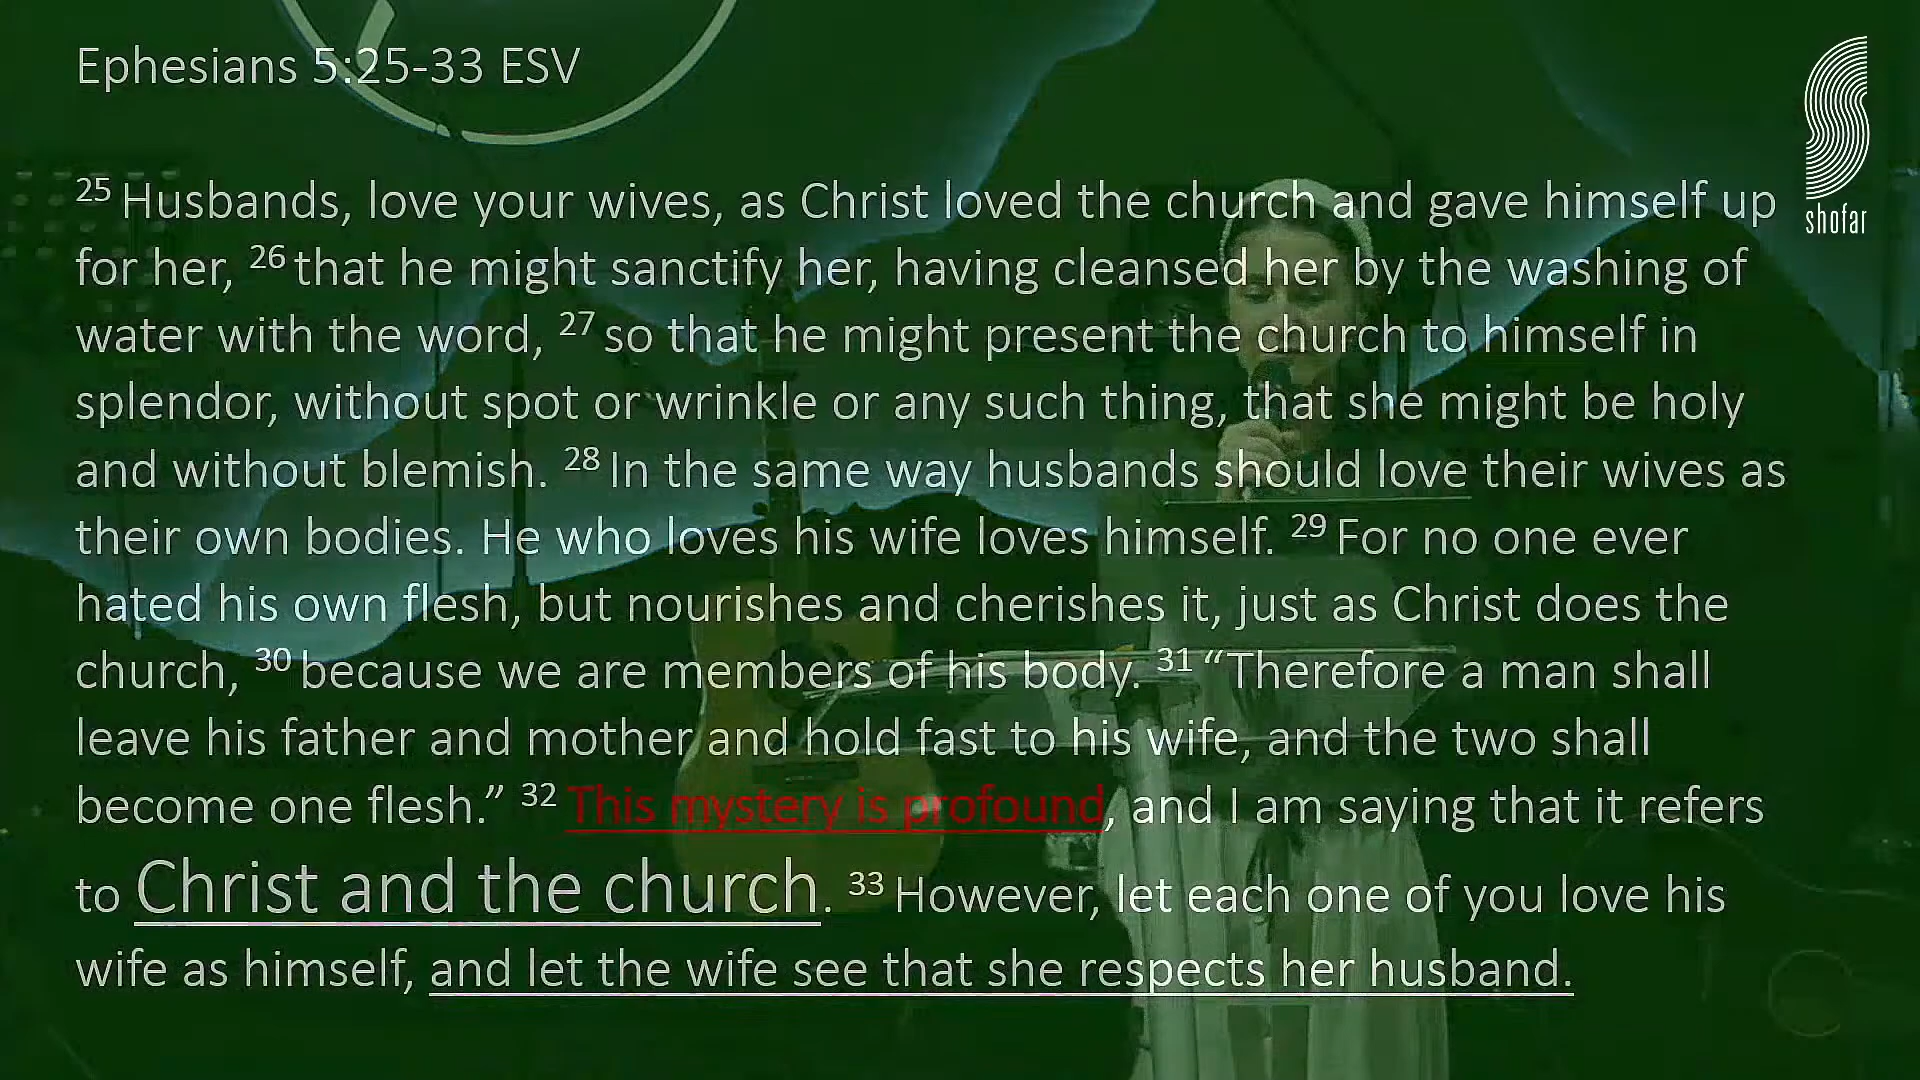 Ephesians 5:25-33 ESV
shofar
25 Husbands, love your wives, as Christ loved the church and gave himself up
for her, 26 that he might sanctify her, having cleansed her by the washing of
water with the word, 27 so that he might present the church to himself in
splendor, without spot or wrinkle or any such thing, that she might be holy
and without blemish. 28 In the same way husbands should love their wives as
their own bodies. He who loves his wife loves himself. 29 For no one ever
hated his own flesh, but nourishes and cherishes it, just as Christ does the
church, 30 because we are members of his body. 31 “Therefore a man shall
leave his father and mother and hold fast to his wife, and the two shall
become one flesh.” 32 This mystery is profound, and I am saying that it refers
to Christ and the church. 33 However, let each one of you love his
wife as himself, and let the wife see that she respects her husband.